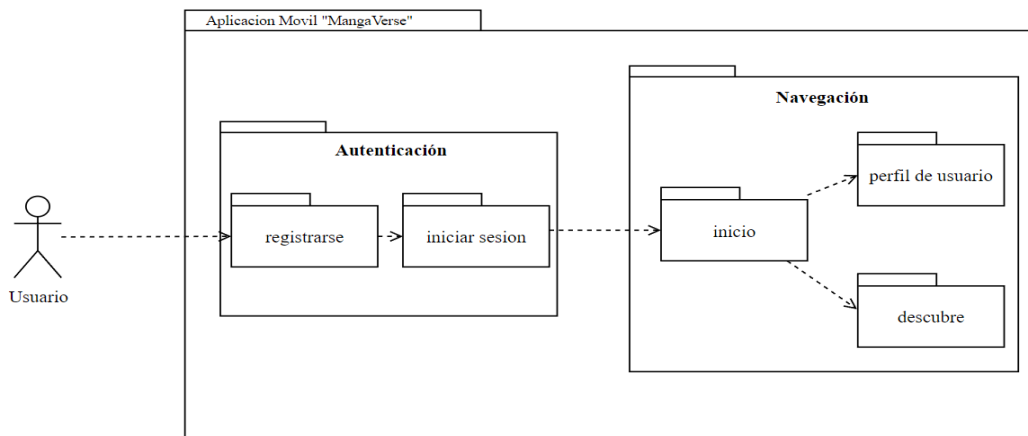 Aplicacion Movil "MangaVerse"
Navegación
Autenticación
perfil de usuario
registrarse
iniciar sesion
inicio
Usuario
descubre